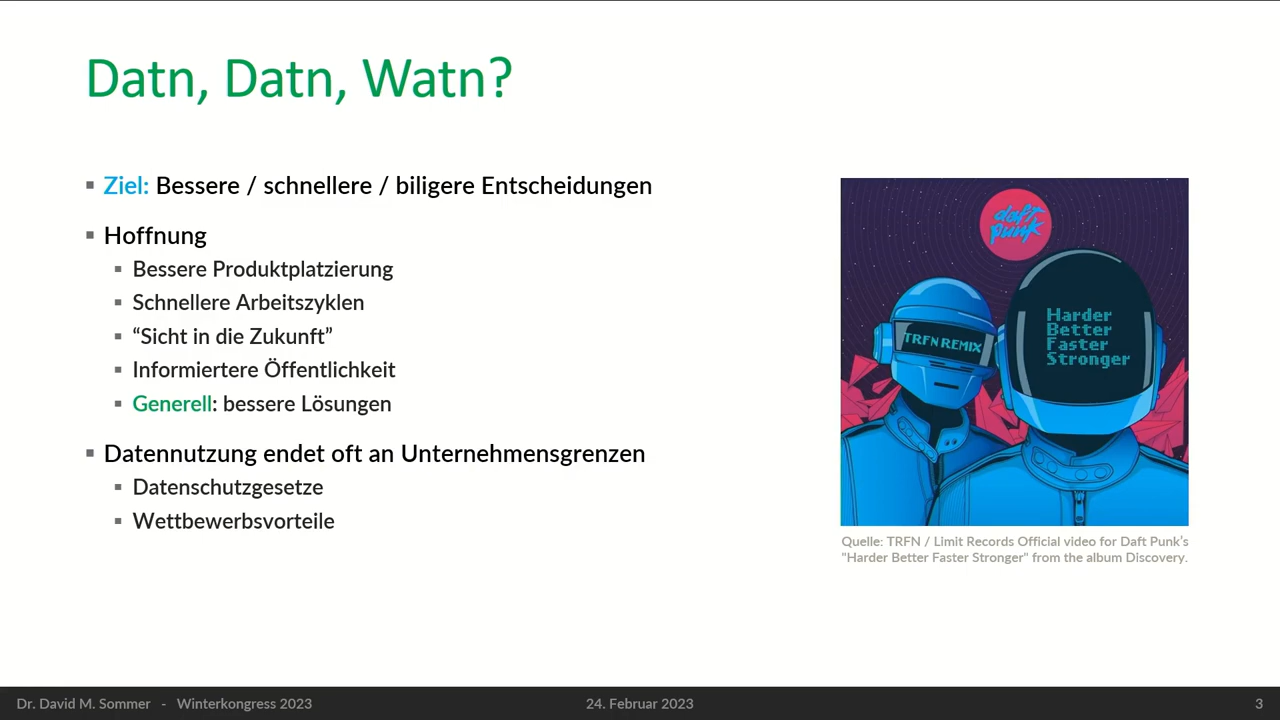 Datn, Datn, Watn?
Ziel: Bessere / schnellere / biligere Entscheidungen
Hoffnung
Bessere Produktplatzierung
Schnellere Arbeitszyklen
“Sicht in die Zukunft”
Informiertere Öffentlichkeit
Generell: bessere Lösungen
Datennutzung endet oft an Unternehmensgrenzen
Datenschutzgesetze
Wettbewerbsvorteile
daft
punk
TRFN REMIX
Harder
Better
Faster
Stronger
Quelle: TRFN / Limit Records Official video for Daft Punk's
"Harder Better Faster Stronger" from the album Discovery.
Dr. David M. Sommer - Winterkongress 2023
24. Februar 2023
3